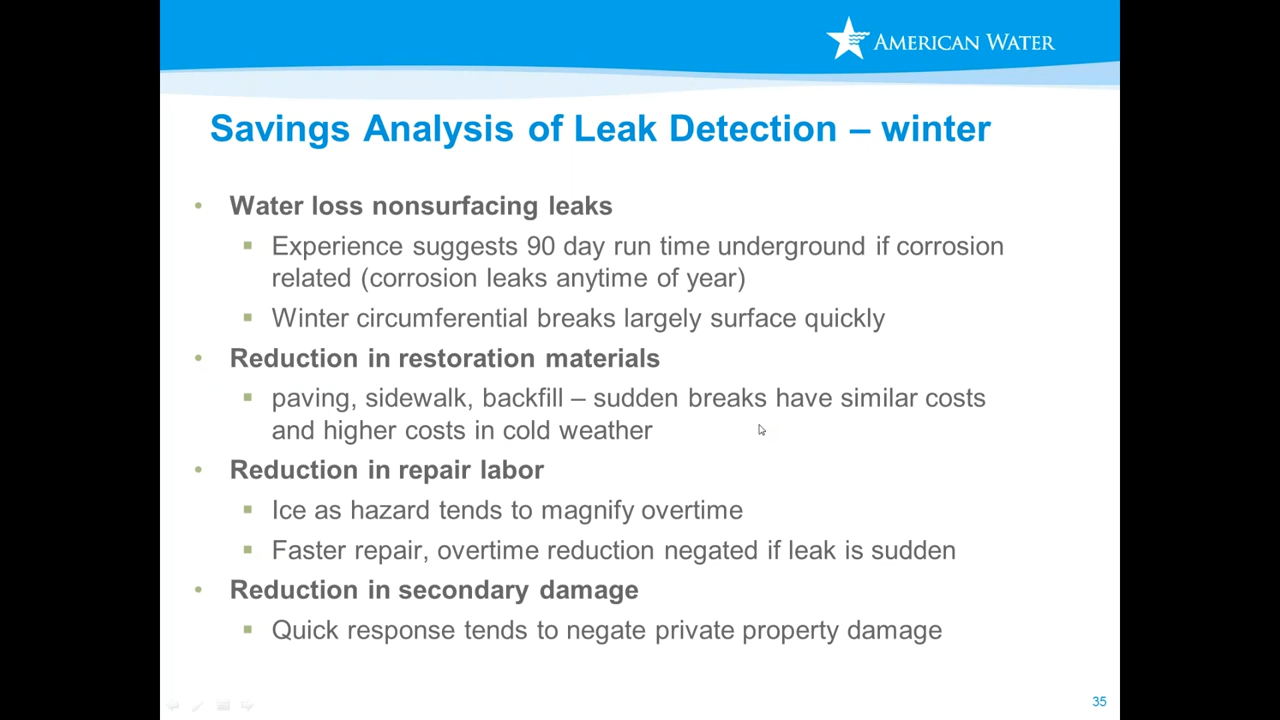 AMERICAN WATER
Savings Analysis of Leak Detection – winter
• Water loss nonsurfacing leaks
▪ Experience suggests 90 day run time underground if corrosion
related (corrosion leaks anytime of year)
▪ Winter circumferential breaks largely surface quickly
• Reduction in restoration materials
▪ paving, sidewalk, backfill – sudden breaks have similar costs
and higher costs in cold weather
• Reduction in repair labor
▪ Ice as hazard tends to magnify overtime
▪ Faster repair, overtime reduction negated if leak is sudden
• Reduction in secondary damage
▪ Quick response tends to negate private property damage
35